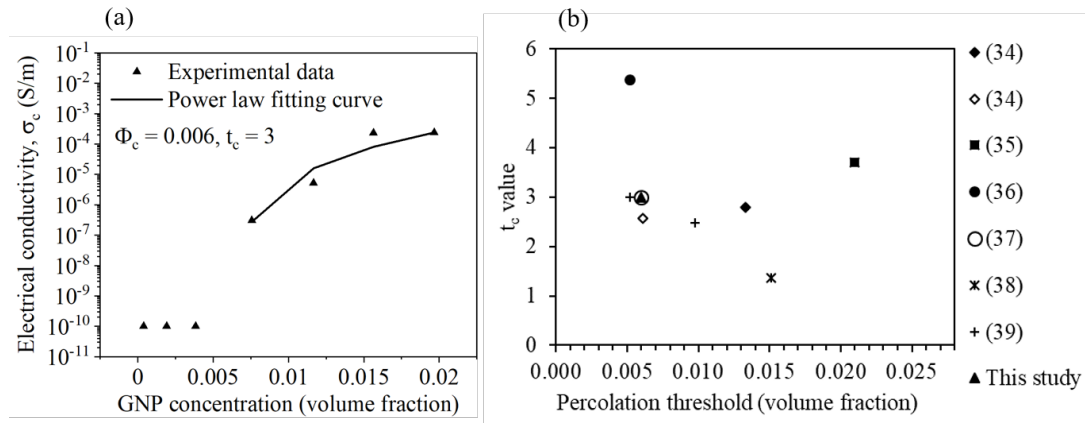 (a)
10⁻¹
10⁻²
10⁻³
10⁻⁴
10⁻⁵
10⁻⁶
10⁻⁷
10⁻⁸
10⁻⁹
10⁻¹⁰
10⁻¹¹
Electrical conductivity, σc (S/m)
Experimental data
Power law fitting curve
Φc = 0.006, tc = 3
0 0.005 0.01 0.015 0.02
GNP concentration (volume fraction)
(b)
6
5
4
3
2
1
0
tc value
0.000 0.005 0.010 0.015 0.020 0.025
Percolation threshold (volume fraction)
(34)
(34)
(35)
(36)
(37)
(38)
(39)
This study